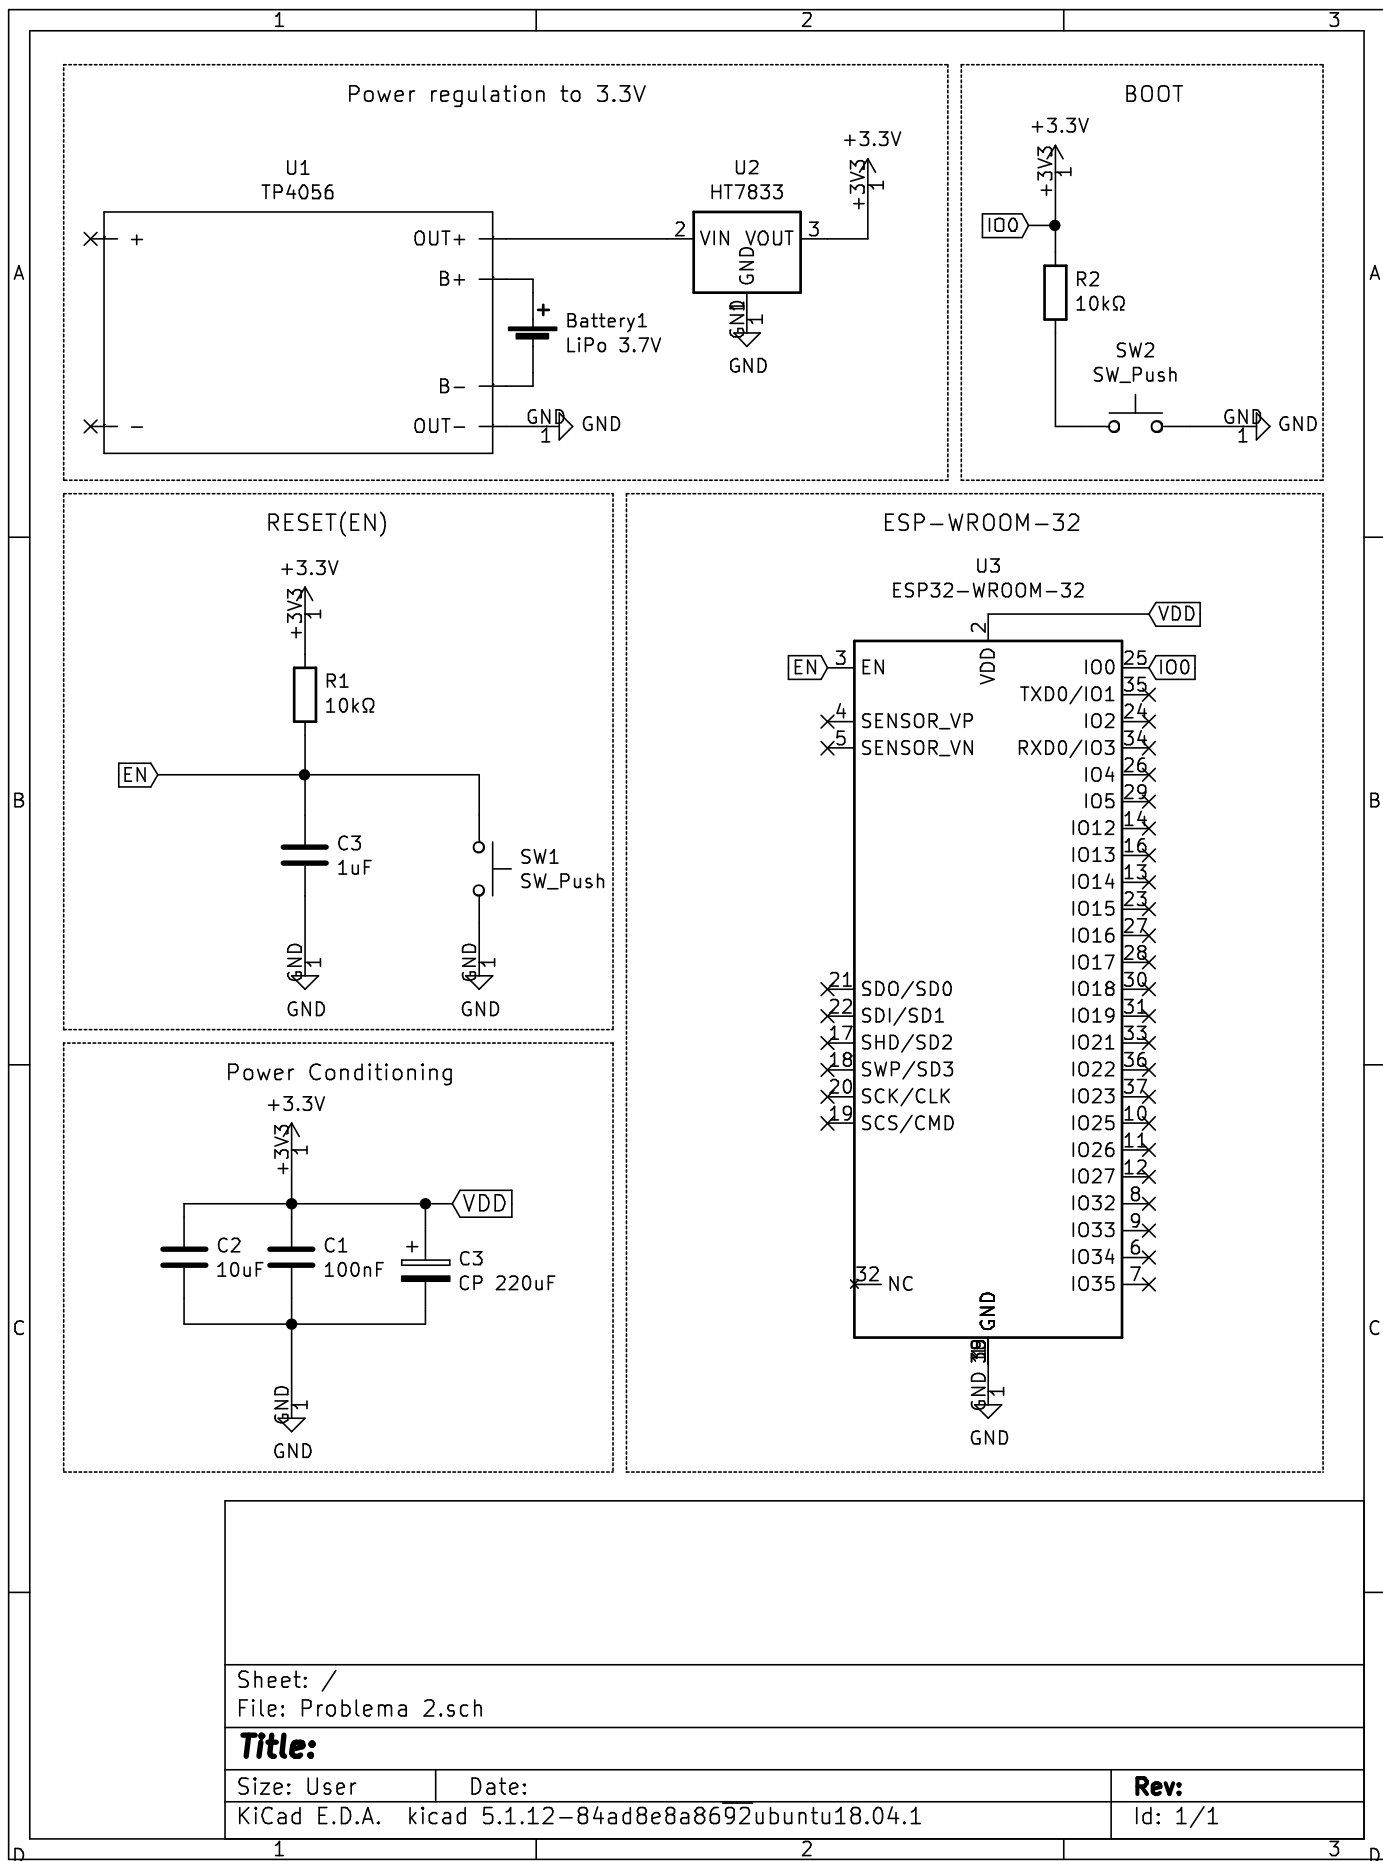 1 2 3
Power regulation to 3.3V
U1
TP4056
+
OUT+
B+
B-
-
OUT-
+
Battery1
LiPo 3.7V
GND
1
GND
U2
HT7833
2
VIN
VOUT
3
GND
GND
1
GND
+3.3V
+3V3
1
BOOT
+3.3V
+3V3
1
IO0
R2
10kΩ
SW2
SW_Push
GND
1
GND
A
A
RESET(EN)
+3.3V
+3V3
1
R1
10kΩ
EN
C3
1uF
SW1
SW_Push
GND
1
GND
GND
1
GND
B
B
ESP-WROOM-32
U3
ESP32-WROOM-32
VDD
2
VDD
EN
3
EN
4
SENSOR_VP
5
SENSOR_VN
21
SDO/SD0
22
SDI/SD1
17
SHD/SD2
18
SWP/SD3
20
SCK/CLK
19
SCS/CMD
32
NC
IO0
25
IO0
TXD0/IO1
35
IO2
24
RXD0/IO3
34
IO4
26
IO5
29
IO12
14
IO13
16
IO14
13
IO15
23
IO16
27
IO17
28
IO18
30
IO19
31
IO21
33
IO22
36
IO23
37
IO25
10
IO26
11
IO27
12
IO32
8
IO33
9
IO34
6
IO35
7
GND
GND
1
GND
Power Conditioning
+3.3V
+3V3
1
VDD
C2
10uF
C1
100nF
+
C3
CP 220uF
GND
1
GND
C
C
Sheet: /
File: Problema 2.sch
Title:
Size: User
Date:
Rev:
KiCad E.D.A.
kicad 5.1.12-84ad8e8a8692ubuntu18.04.1
Id: 1/1
D
1 2 3
D